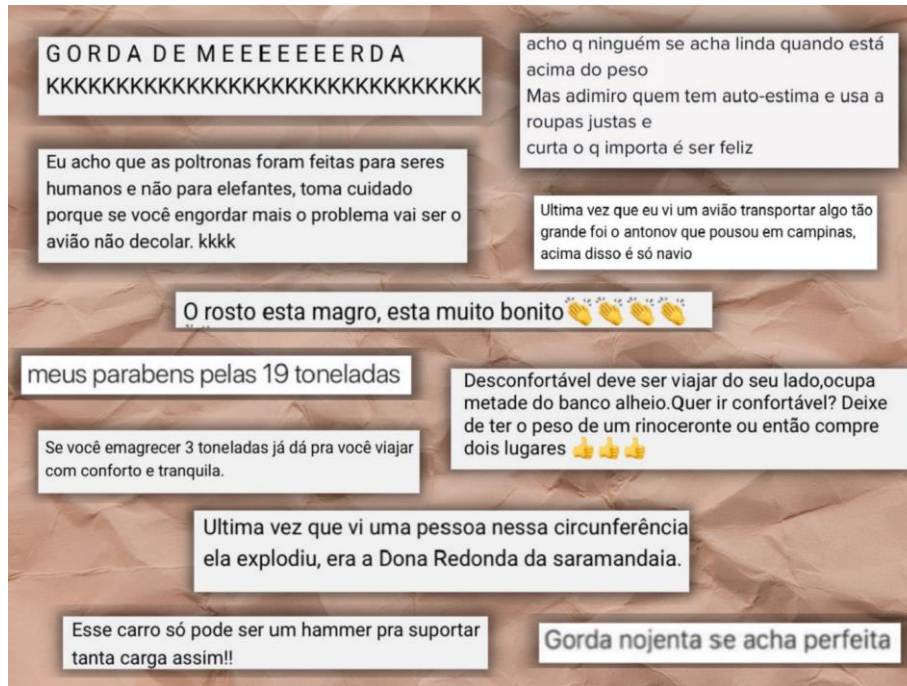 G O R D A D E M E E E E E E E R D A
KKKKKKKKKKKKKKKKKKKKKKKKKKKKKKK
acho q ninguém se acha linda quando está
acima do peso
Mas adimiro quem tem auto-estima e usa a
roupas justas e
curta o q importa é ser feliz
Eu acho que as poltronas foram feitas para seres
humanos e não para elefantes, toma cuidado
porque se você engordar mais o problema vai ser o
avião não decolar. kkkk
Ultima vez que eu vi um avião transportar algo tão
grande foi o antonov que pousou em campinas,
acima disso é só navio
O rosto esta magro, esta muito bonito👏👏👏👏
meus parabens pelas 19 toneladas
Desconfortável deve ser viajar do seu lado,ocupa
metade do banco alheio.Quer ir confortável? Deixe
de ter o peso de um rinoceronte ou então compre
dois lugares 👍👍👍
Se você emagrecer 3 toneladas já dá pra você viajar
com conforto e tranquila.
Ultima vez que vi uma pessoa nessa circunferência
ela explodiu, era a Dona Redonda da saramandaia.
Esse carro só pode ser um hammer pra suportar
tanta carga assim!!
Gorda nojenta se acha perfeita